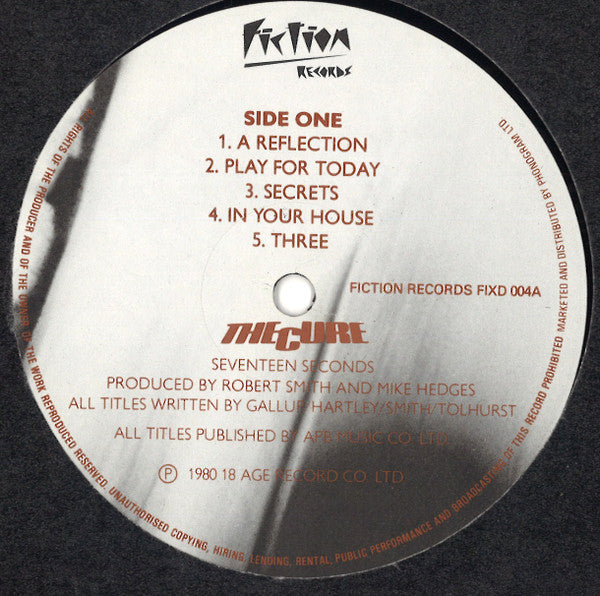 FICTION
RECORDS
SIDE ONE
1. A REFLECTION
2. PLAY FOR TODAY
3. SECRETS
4. IN YOUR HOUSE
5. THREE
FICTION RECORDS FIXD 004A
THE CURE
SEVENTEEN SECONDS
PRODUCED BY ROBERT SMITH AND MIKE HEDGES
ALL TITLES WRITTEN BY GALLUP/HARTLEY/SMITH/TOLHURST
ALL TITLES PUBLISHED BY APB MUSIC CO. LTD.
Ⓟ 1980 18 AGE RECORD CO. LTD
ALL RIGHTS OF THE PRODUCER AND OF THE OWNER OF THE WORK REPRODUCED RESERVED. UNAUTHORISED COPYING, HIRING, LENDING, RENTAL, PUBLIC PERFORMANCE AND BROADCASTING OF THIS RECORD PROHIBITED MARKETED AND DISTRIBUTED BY PHONOGRAM LTD